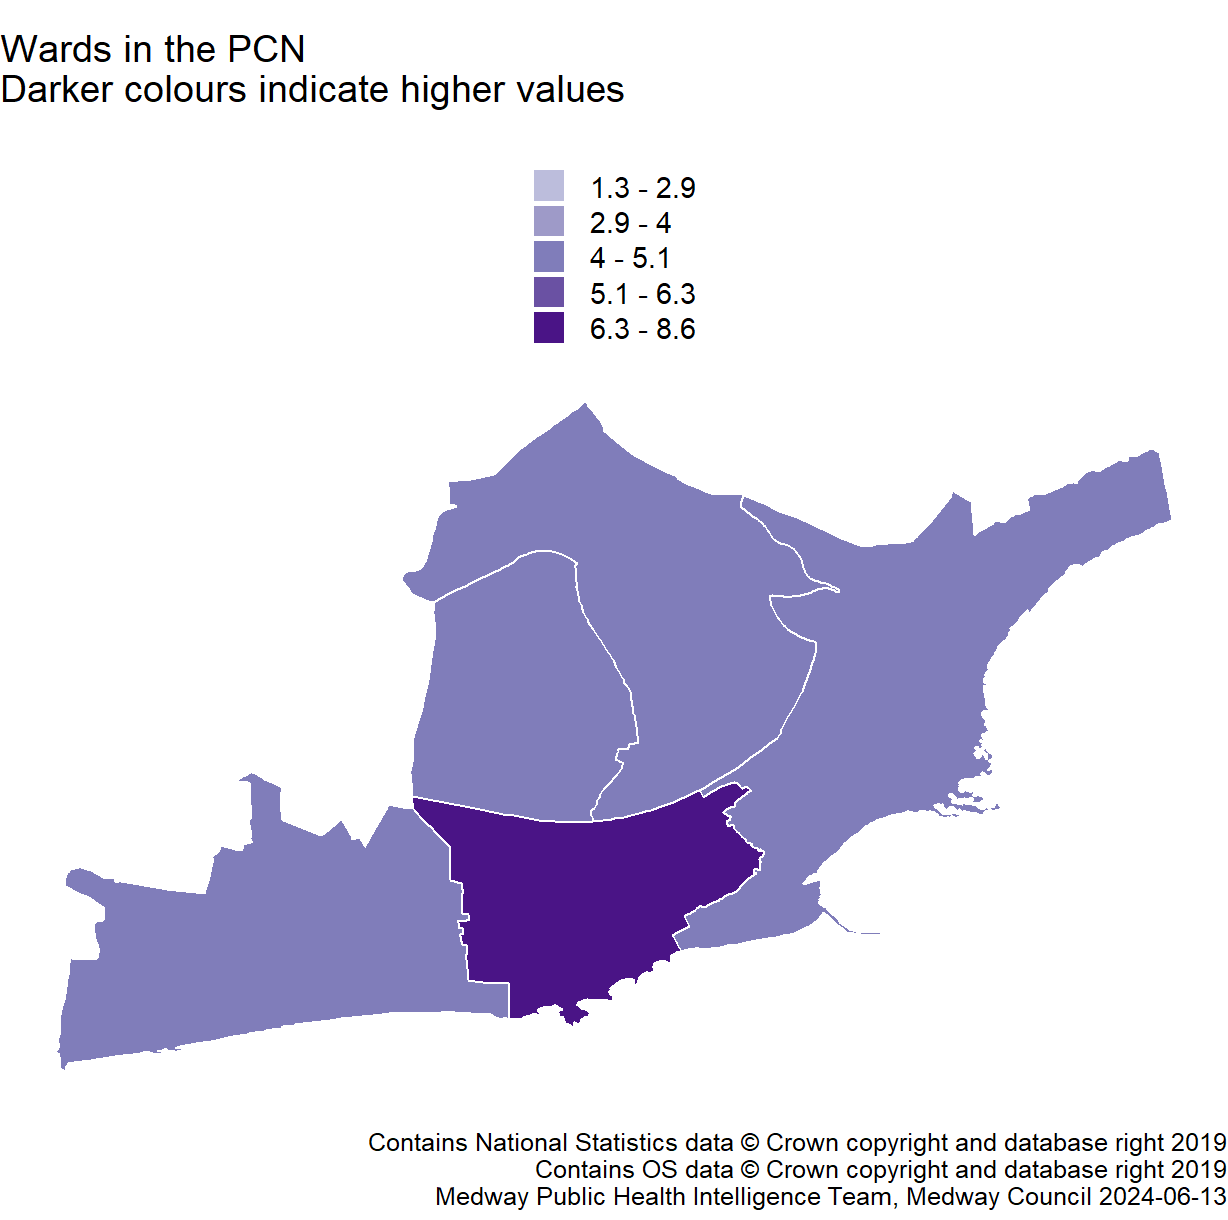 Wards in the PCN
Darker colours indicate higher values
1.3 - 2.9
2.9 - 4
4 - 5.1
5.1 - 6.3
6.3 - 8.6
Contains National Statistics data © Crown copyright and database right 2019
Contains OS data © Crown copyright and database right 2019
Medway Public Health Intelligence Team, Medway Council 2024-06-13